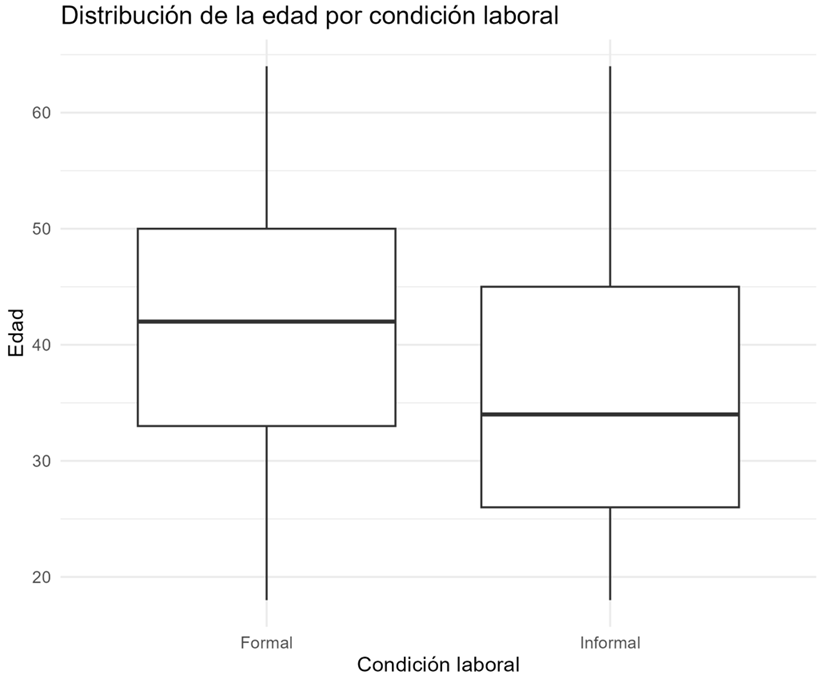 Distribución de la edad por condición laboral
Edad
60
50
40
30
20
Formal
Informal
Condición laboral